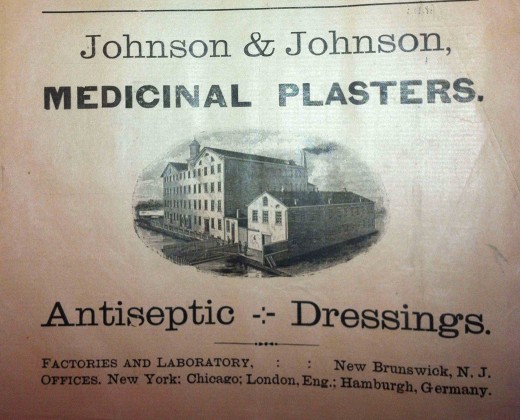 Johnson & Johnson,
MEDICINAL PLASTERS.
Antiseptic -:- Dressings.
FACTORIES AND LABORATORY, : : New Brunswick, N. J.
OFFICES. New York: Chicago; London, Eng.; Hamburgh, Germany.